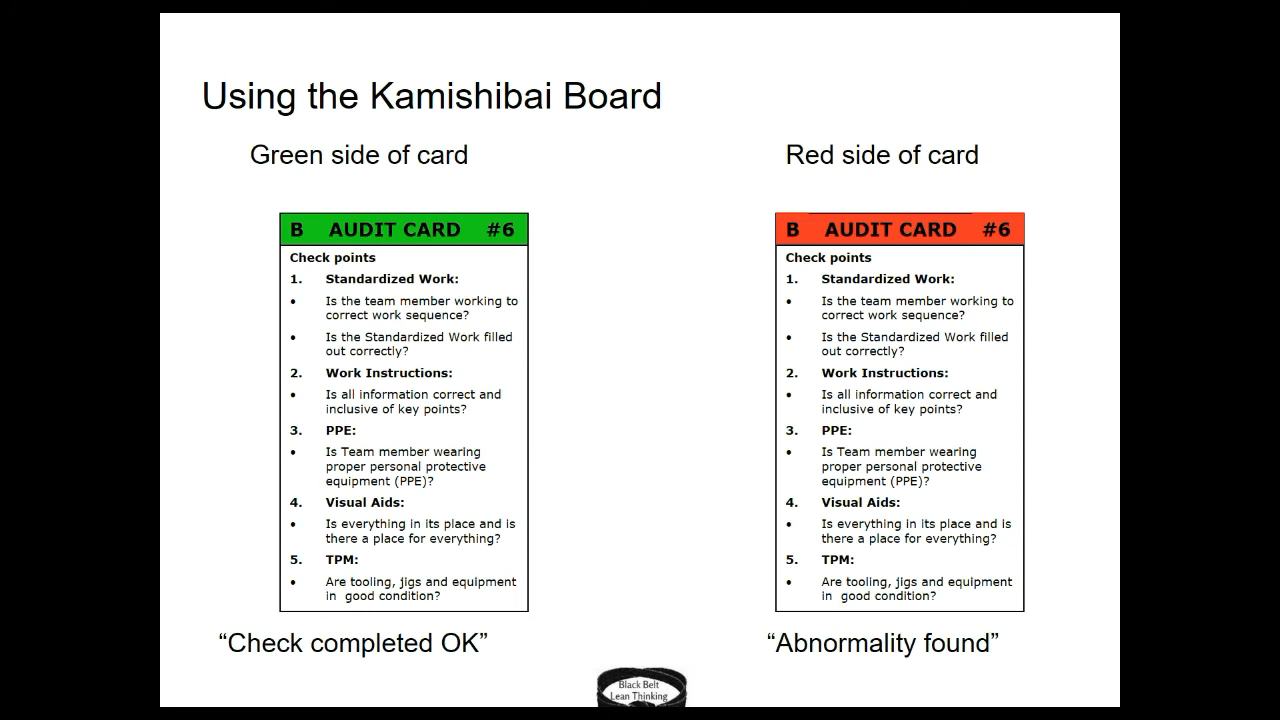 Using the Kamishibai Board
Green side of card
Red side of card
B AUDIT CARD #6
Check points
1. Standardized Work:
• Is the team member working to
correct work sequence?
• Is the Standardized Work filled
out correctly?
2. Work Instructions:
• Is all information correct and
inclusive of key points?
3. PPE:
• Is Team member wearing
proper personal protective
equipment (PPE)?
4. Visual Aids:
• Is everything in its place and is
there a place for everything?
5. TPM:
• Are tooling, jigs and equipment
in good condition?
“Check completed OK”
B AUDIT CARD #6
Check points
1. Standardized Work:
• Is the team member working to
correct work sequence?
• Is the Standardized Work filled
out correctly?
2. Work Instructions:
• Is all information correct and
inclusive of key points?
3. PPE:
• Is Team member wearing
proper personal protective
equipment (PPE)?
4. Visual Aids:
• Is everything in its place and is
there a place for everything?
5. TPM:
• Are tooling, jigs and equipment
in good condition?
“Abnormality found”
Black Belt
Lean Thinking